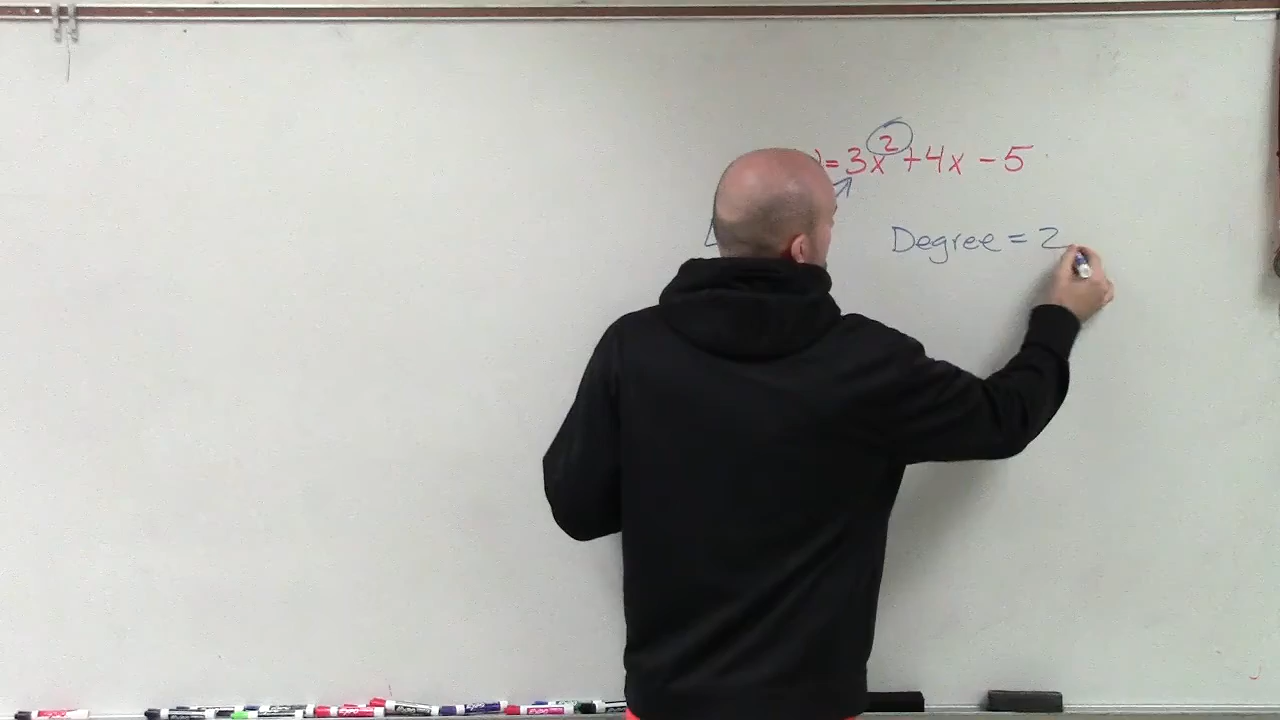 )=3x²+4x-5
Degree = 2